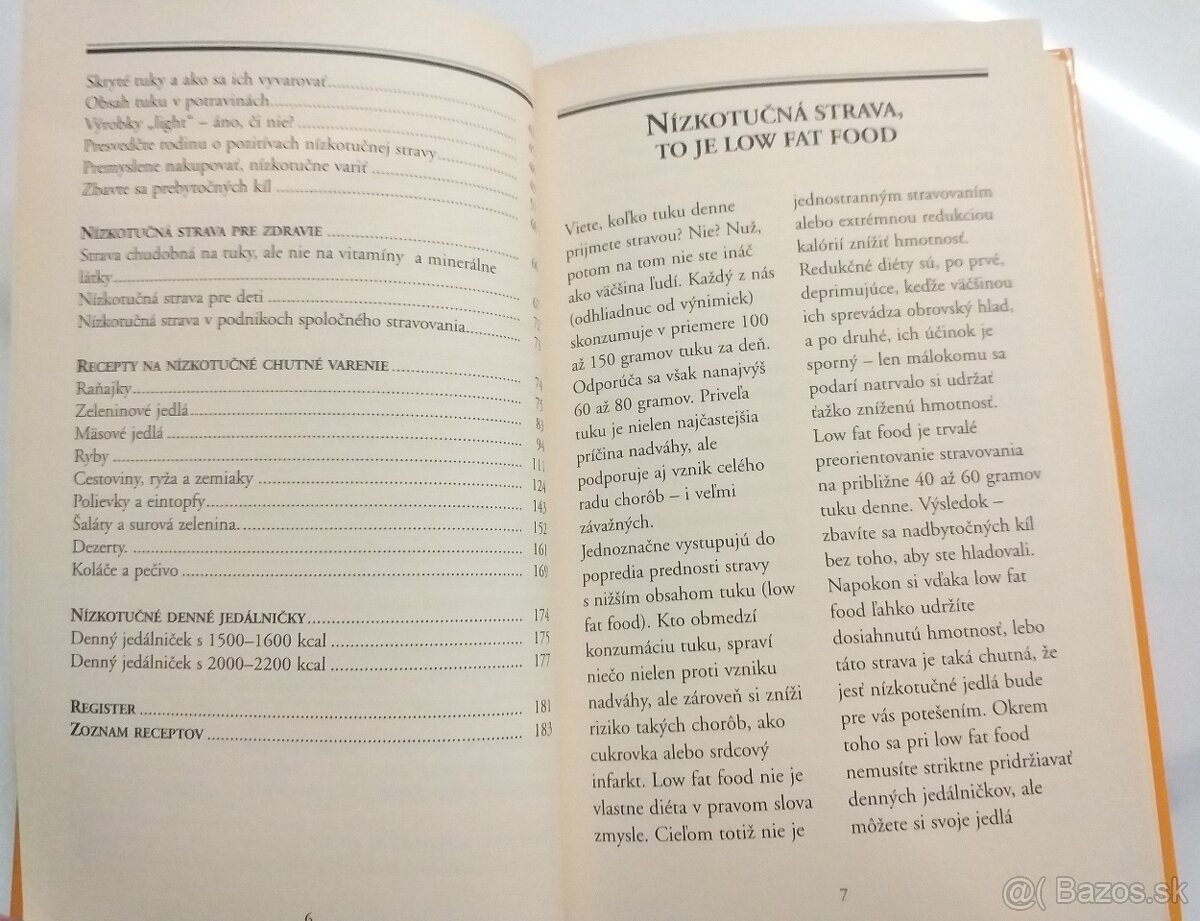 Skryté tuky a ako sa ich vyvarovať
Obsah tuku v potravinách
Výrobky „light“ – áno, či nie?
Presvedčte rodinu o pozitívach nízkotučnej stravy
Premyslene nakupovať, nízkotučne variť
Zbavte sa prebytočných kíl
NÍZKOTUČNÁ STRAVA PRE ZDRAVIE
Strava chudobná na tuky, ale nie na vitamíny a minerálne
látky
Nízkotučná strava pre deti
Nízkotučná strava v podnikoch spoločného stravovania
RECEPTY NA NÍZKOTUČNÉ CHUTNÉ VARENIE 74
Raňajky 75
Zeleninové jedlá 83
Mäsové jedlá 94
Ryby 111
Cestoviny, ryža a zemiaky 124
Polievky a eintopfy 143
Šaláty a surová zelenina. 152
Dezerty. 161
Koláče a pečivo 169
NÍZKOTUČNÉ DENNÉ JEDÁLNIČKY 174
Denný jedálniček s 1500–1600 kcal 175
Denný jedálniček s 2000–2200 kcal 177
REGISTER 181
ZOZNAM RECEPTOV 183
6
NÍZKOTUČNÁ STRAVA,
TO JE LOW FAT FOOD
Viete, koľko tuku denne
prijmete stravou? Nie? Nuž,
potom na tom nie ste ináč
ako väčšina ľudí. Každý z nás
(odhliadnuc od výnimiek)
skonzumuje v priemere 100
až 150 gramov tuku za deň.
Odporúča sa však nanajvýš
60 až 80 gramov. Priveľa
tuku je nielen najčastejšia
príčina nadváhy, ale
podporuje aj vznik celého
radu chorôb – i veľmi
závažných.
Jednoznačne vystupujú do
popredia prednosti stravy
s nižším obsahom tuku (low
fat food). Kto obmedzí
konzumáciu tuku, spraví
niečo nielen proti vzniku
nadváhy, ale zároveň si zníži
riziko takých chorôb, ako
cukrovka alebo srdcový
infarkt. Low fat food nie je
vlastne diéta v pravom slova
zmysle. Cieľom totiž nie je
jednostranným stravovaním
alebo extrémnou redukciou
kalórií znížiť hmotnosť.
Redukčné diéty sú, po prvé,
deprimujúce, keďže väčšinou
ich sprevádza obrovský hlad,
a po druhé, ich účinok je
sporný – len málokomu sa
podarí natrvalo si udržať
ťažko zníženú hmotnosť.
Low fat food je trvalé
preorientovanie stravovania
na približne 40 až 60 gramov
tuku denne. Výsledok –
zbavíte sa nadbytočných kíl
bez toho, aby ste hladovali.
Napokon si vďaka low fat
food ľahko udržíte
dosiahnutú hmotnosť, lebo
táto strava je taká chutná, že
jesť nízkotučné jedlá bude
pre vás potešením. Okrem
toho sa pri low fat food
nemusíte striktne pridržiavať
denných jedálničkov, ale
môžete si svoje jedlá
7
@( Bazos.sk